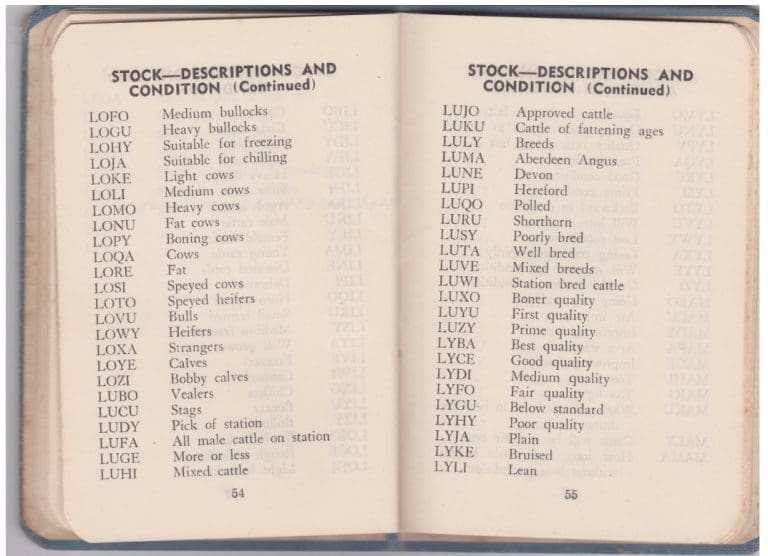 STOCK—DESCRIPTIONS AND
CONDITION (Continued)
LOFO Medium bullocks
LOGU Heavy bullocks
LOHY Suitable for freezing
LOJA Suitable for chilling
LOKE Light cows
LOLI Medium cows
LOMO Heavy cows
LONU Fat cows
LOPY Boning cows
LOQA Cows
LORE Fat
LOSI Speyed cows
LOTO Speyed heifers
LOVU Bulls
LOWY Heifers
LOXA Strangers
LOYE Calves
LOZI Bobby calves
LUBO Vealers
LUCU Stags
LUDY Pick of station
LUFA All male cattle on station
LUGE More or less
LUHI Mixed cattle
54
STOCK—DESCRIPTIONS AND
CONDITION (Continued)
LUJO Approved cattle
LUKU Cattle of fattening ages
LULY Breeds
LUMA Aberdeen Angus
LUNE Devon
LUPI Hereford
LUQO Polled
LURU Shorthorn
LUSY Poorly bred
LUTA Well bred
LUVE Mixed breeds
LUWI Station bred cattle
LUXO Boner quality
LUYU First quality
LUZY Prime quality
LYBA Best quality
LYCE Good quality
LYDI Medium quality
LYFO Fair quality
LYGU Below standard
LYHY Poor quality
LYJA Plain
LYKE Bruised
LYLI Lean
55